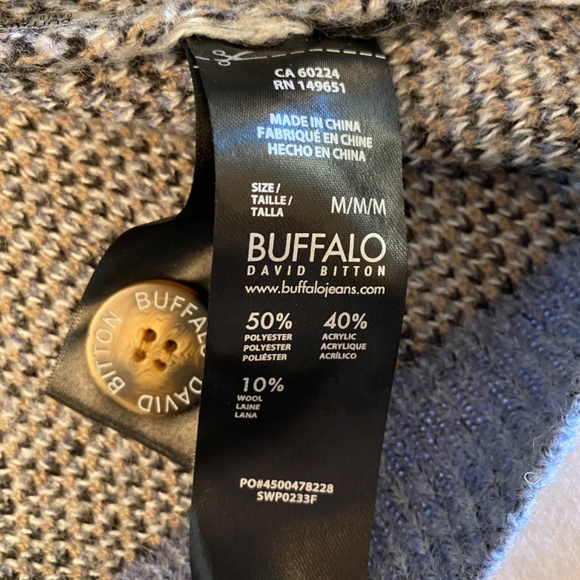 CA 60224
RN 149651
MADE IN CHINA
FABRIQUÉ EN CHINE
HECHO EN CHINA
SIZE/
TAILLE/
TALLA
M/M/M
BUFFALO
DAVID BITTON
www.buffalojeans.com
50%
POLYESTER
POLYESTER
POLIÉSTER
40%
ACRYLIC
ACRYLIQUE
ACRÍLICO
10%
WOOL
LAINE
LANA
PO#4500478228
SWP0233F
BUFFALO
DAVID BITTON